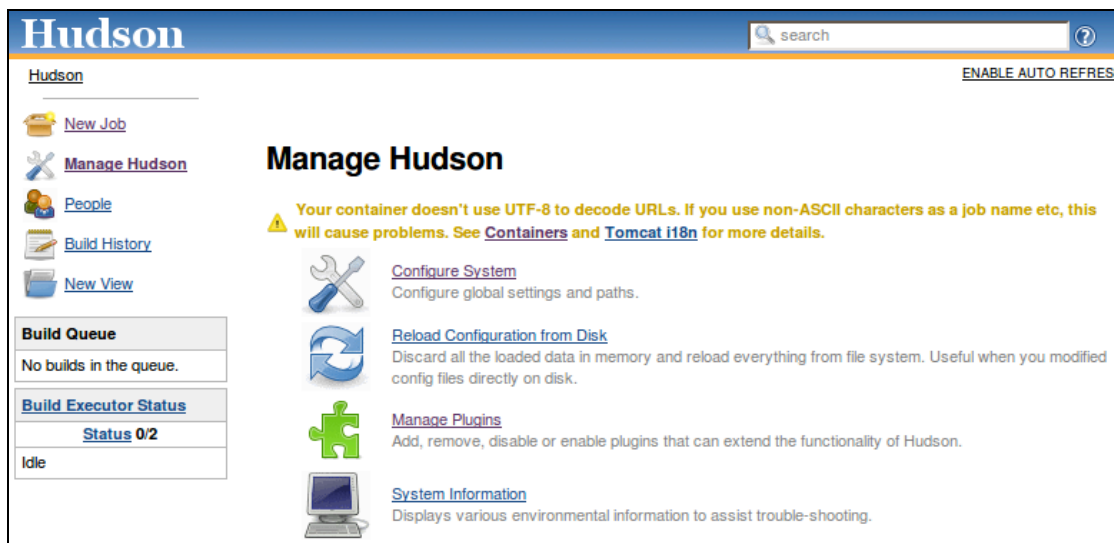 Hudson
search
Hudson
ENABLE AUTO REFRES
New Job
Manage Hudson
People
Build History
New View
Build Queue
No builds in the queue.
Build Executor Status
Status 0/2
Idle
Manage Hudson
Your container doesn't use UTF-8 to decode URLs. If you use non-ASCII characters as a job name etc, this
will cause problems. See Containers and Tomcat i18n for more details.
Configure System
Configure global settings and paths.
Reload Configuration from Disk
Discard all the loaded data in memory and reload everything from file system. Useful when you modified
config files directly on disk.
Manage Plugins
Add, remove, disable or enable plugins that can extend the functionality of Hudson.
System Information
Displays various environmental information to assist trouble-shooting.